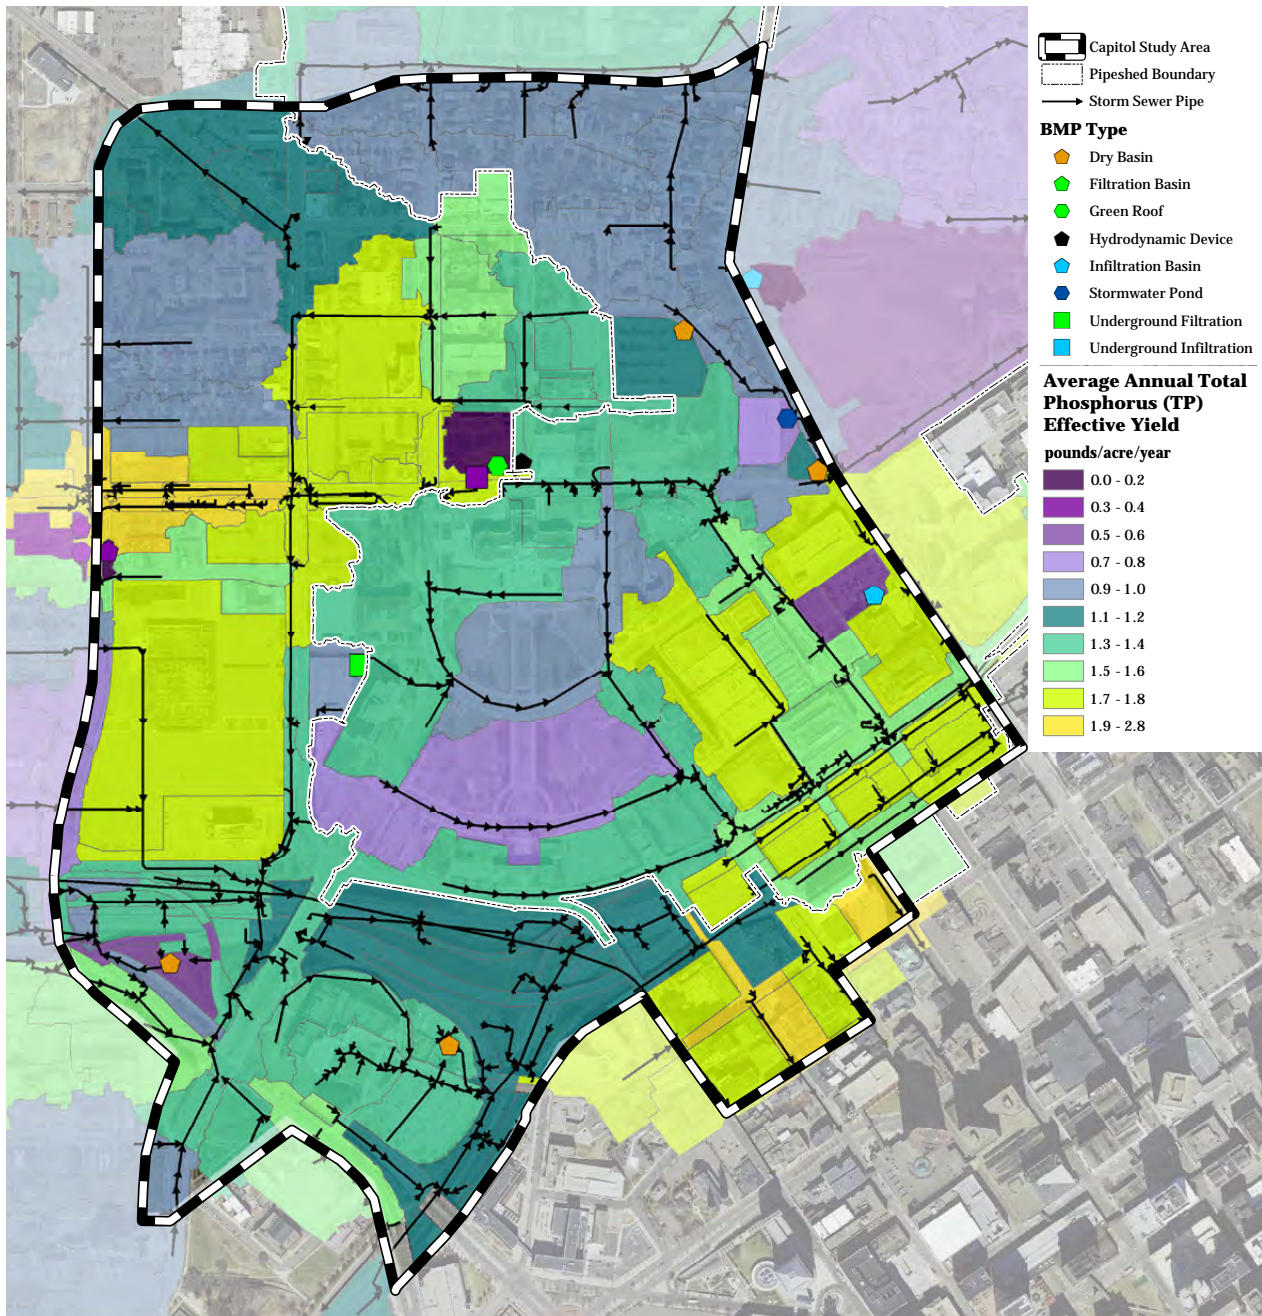 Capitol Study Area
Pipeshed Boundary
Storm Sewer Pipe
BMP Type
Dry Basin
Filtration Basin
Green Roof
Hydrodynamic Device
Infiltration Basin
Stormwater Pond
Underground Filtration
Underground Infiltration
Average Annual Total
Phosphorus (TP)
Effective Yield
pounds/acre/year
0.0 - 0.2
0.3 - 0.4
0.5 - 0.6
0.7 - 0.8
0.9 - 1.0
1.1 - 1.2
1.3 - 1.4
1.5 - 1.6
1.7 - 1.8
1.9 - 2.8